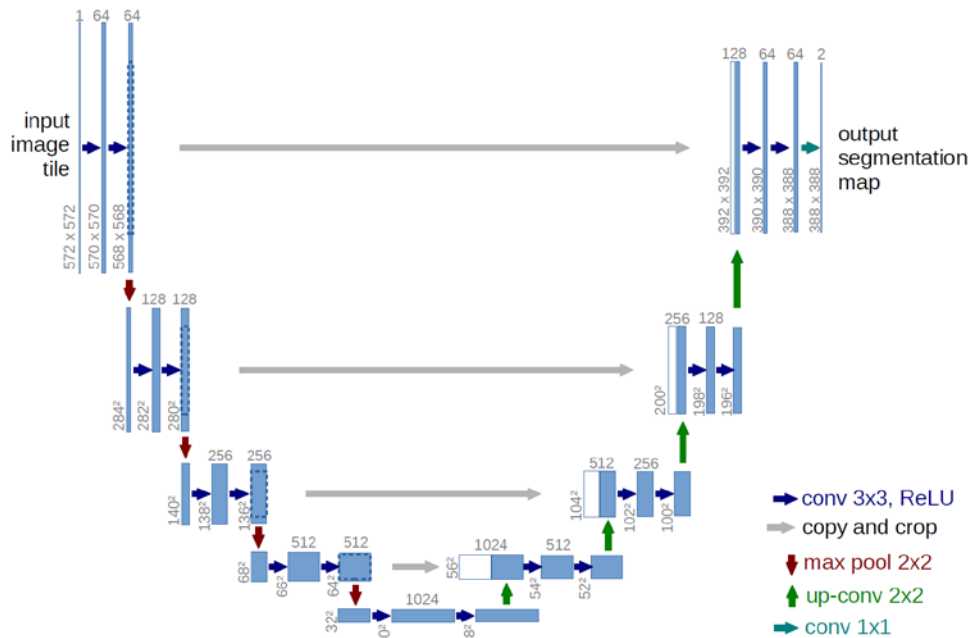 1 64 64
input
image
tile
572 x 572
570 x 570
568 x 568
128 64 64 2
output
segmentation
map
392 x 392
390 x 390
388 x 388
388 x 388
128 128
284²
282²
280²
256 128
200²
198²
196²
256 256
140²
138²
136²
512 256
104²
102²
100²
512 512
68²
66²
64²
1024 512
56²
54²
52²
1024
32²
0²
8²
conv 3x3, ReLU
copy and crop
max pool 2x2
up-conv 2x2
conv 1x1